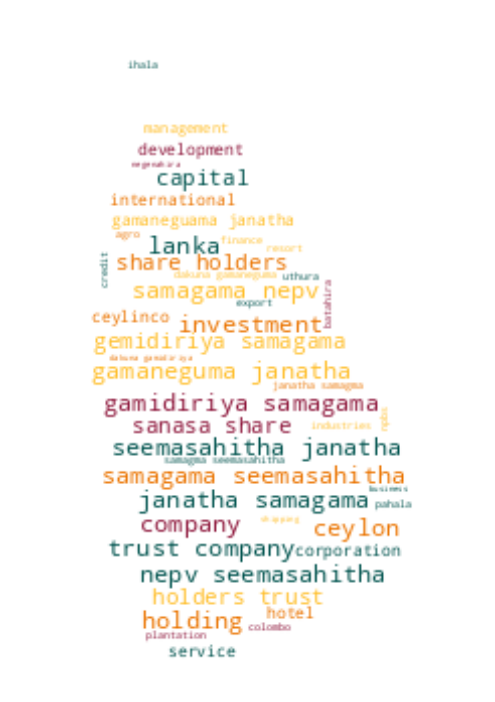 ihala
management
development
negenahira
capital
international
gamaneguama janatha
agro
lanka
finance
resort
share holders
credit
dakuna gamaneguma
uthura
samagama nepv
batahira
export
ceylinco
investment
gemidiriya samagama
dakuna gamidiriya
gamaneguma janatha
janatha samagma
gamidiriya samagama
sanasa share
industries
npbs
seemasahitha janatha
samagma seemasahitha
samagama seemasahitha
business
janatha samagama
pahala
company
shipping
ceylon
trust company
corporation
nepv seemasahitha
holders trust
hotel
holding
colombo
plantation
service